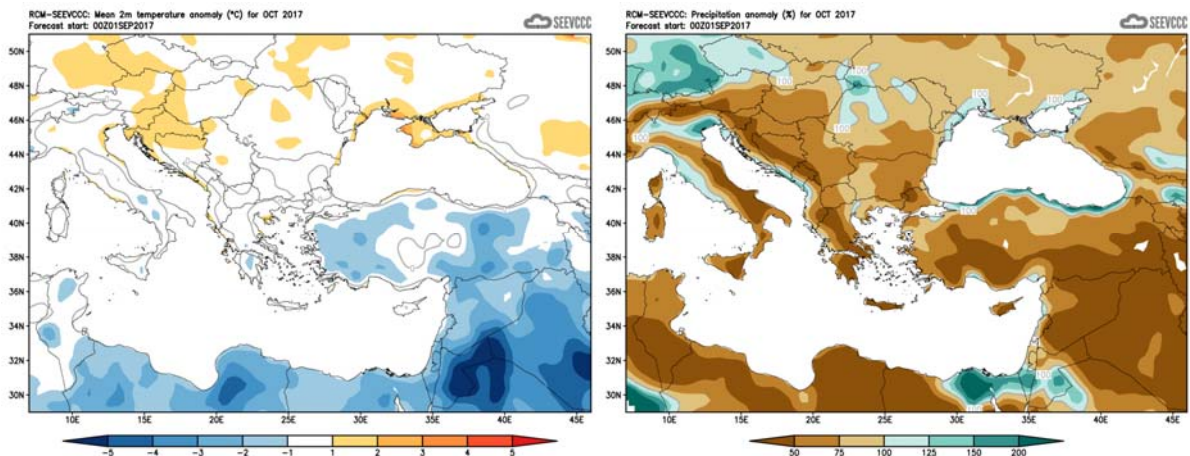 RCM-SEEVCCC: Mean 2m temperature anomaly (°C) for OCT 2017
Forecast start: 00Z01SEP2017
SEEVCCC
50N
48N
46N
44N
42N
40N
38N
36N
34N
32N
30N
10E 15E 20E 25E 30E 35E 40E 45E
-5 -4 -3 -2 -1 1 2 3 4 5
RCM-SEEVCCC: Precipitation anomaly (%) for OCT 2017
Forecast start: 00Z01SEP2017
SEEVCCC
50N
48N
46N
44N
42N
40N
38N
36N
34N
32N
30N
100
100
100
100
100
100
100
100
100
10E 15E 20E 25E 30E 35E 40E 45E
50 75 90 100 125 150 200